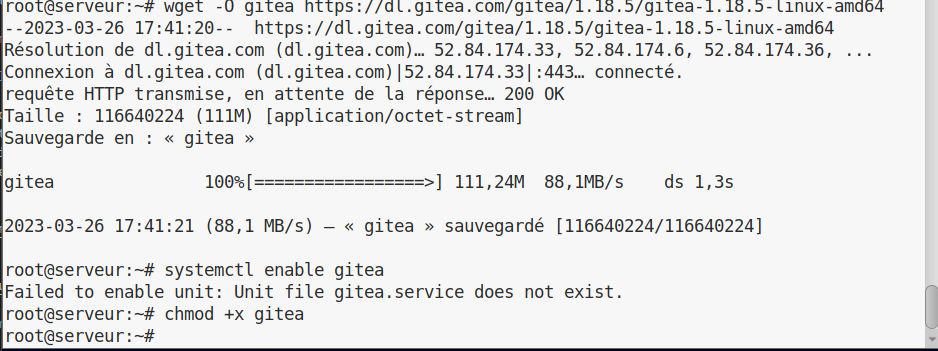 root@serveur:~# wget -O gitea https://dl.gitea.com/gitea/1.18.5/gitea-1.18.5-linux-amd64
--2023-03-26 17:41:20--  https://dl.gitea.com/gitea/1.18.5/gitea-1.18.5-linux-amd64
Résolution de dl.gitea.com (dl.gitea.com)… 52.84.174.33, 52.84.174.6, 52.84.174.36, ...
Connexion à dl.gitea.com (dl.gitea.com)|52.84.174.33|:443… connecté.
requête HTTP transmise, en attente de la réponse… 200 OK
Taille : 116640224 (111M) [application/octet-stream]
Sauvegarde en : « gitea »
gitea               100%[=================>] 111,24M  88,1MB/s    ds 1,3s
2023-03-26 17:41:21 (88,1 MB/s) — « gitea » sauvegardé [116640224/116640224]
root@serveur:~# systemctl enable gitea
Failed to enable unit: Unit file gitea.service does not exist.
root@serveur:~# chmod +x gitea
root@serveur:~#